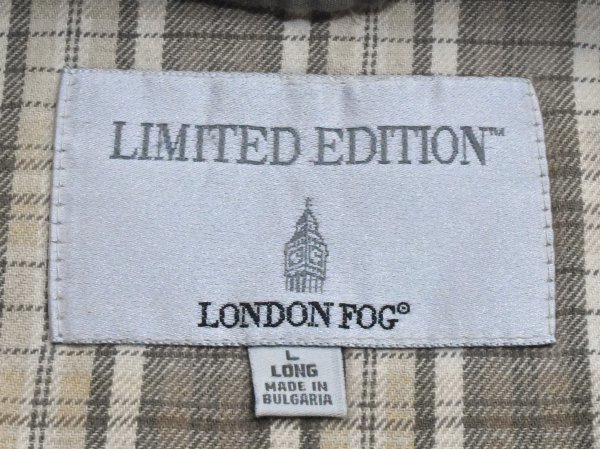 LIMITED EDITION™
LONDON FOG®
L
LONG
MADE IN
BULGARIA